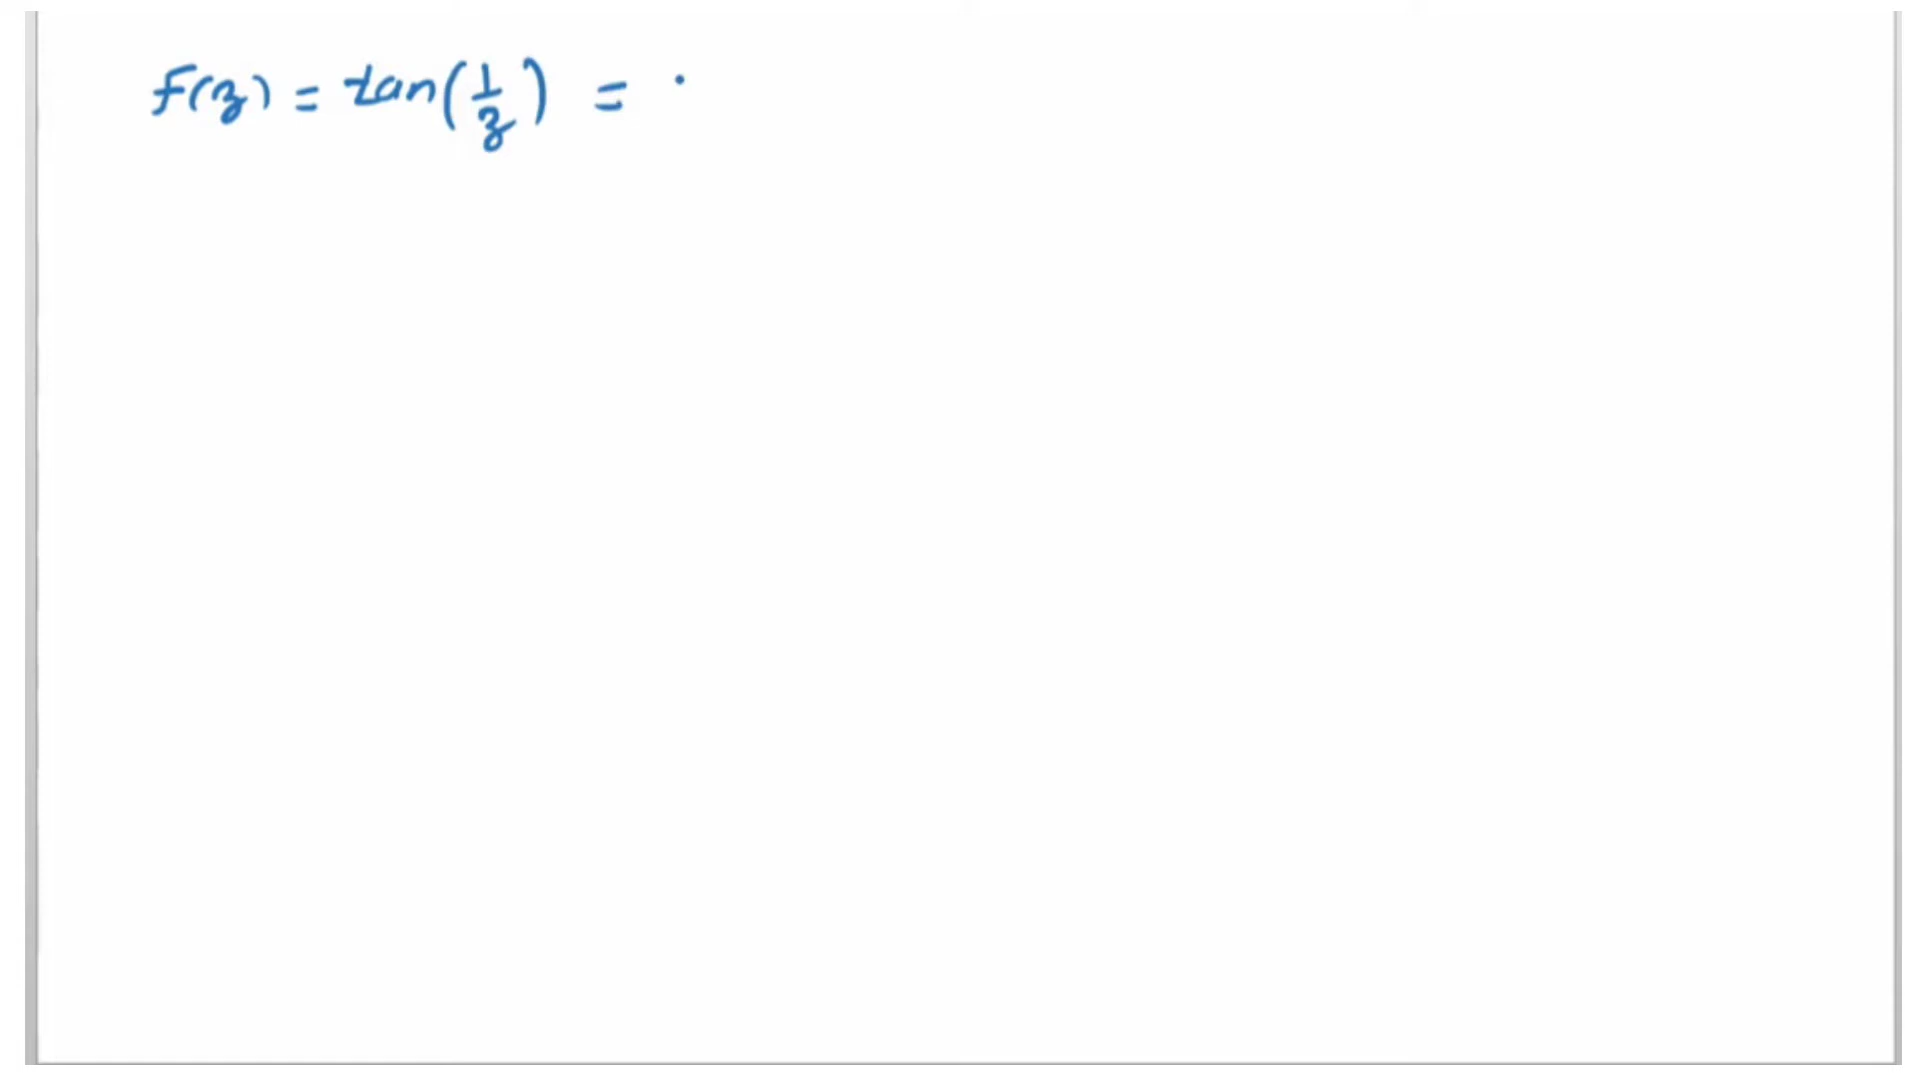 f(z) = tan(1/z) =